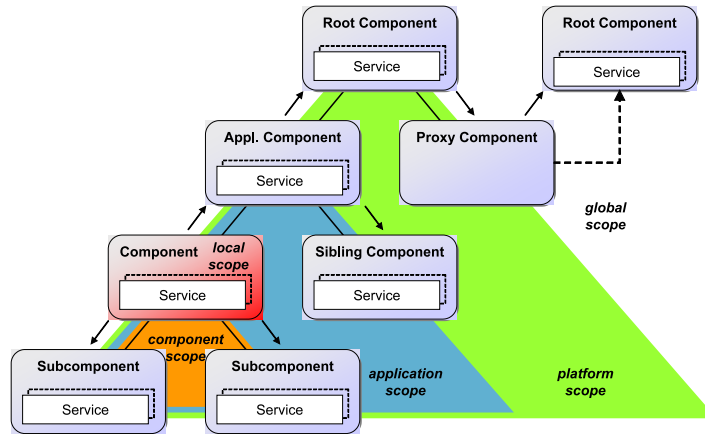 Root Component
Service
Root Component
Service
Appl. Component
Service
Proxy Component
global
scope
Component
local
scope
Service
Sibling Component
Service
component
scope
Subcomponent
Service
Subcomponent
Service
application
scope
platform
scope